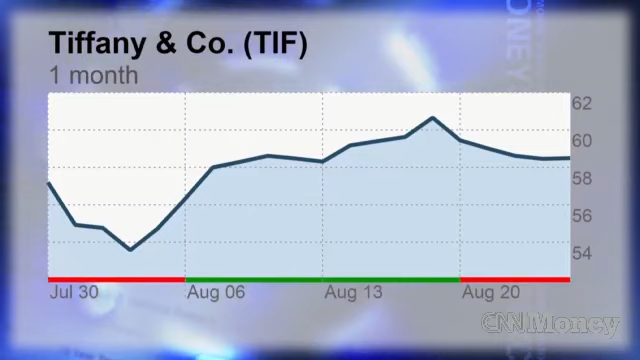 Tiffany & Co. (TIF)
1 month
62
60
58
56
54
Jul 30 Aug 06 Aug 13 Aug 20
CNNMoney
ONEY